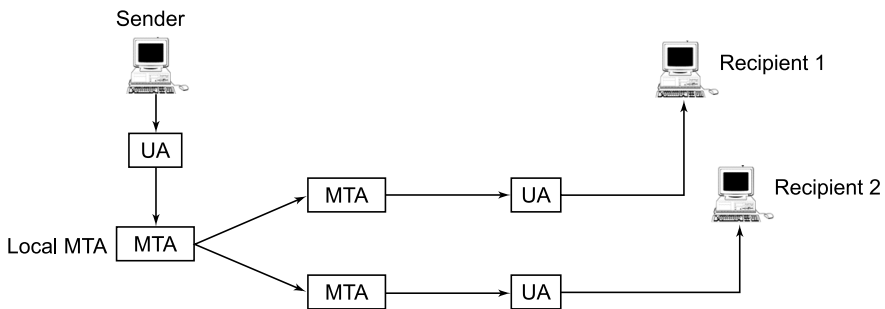 Sender
Recipient 1
UA
Recipient 2
MTA
UA
Local MTA
MTA
MTA
UA